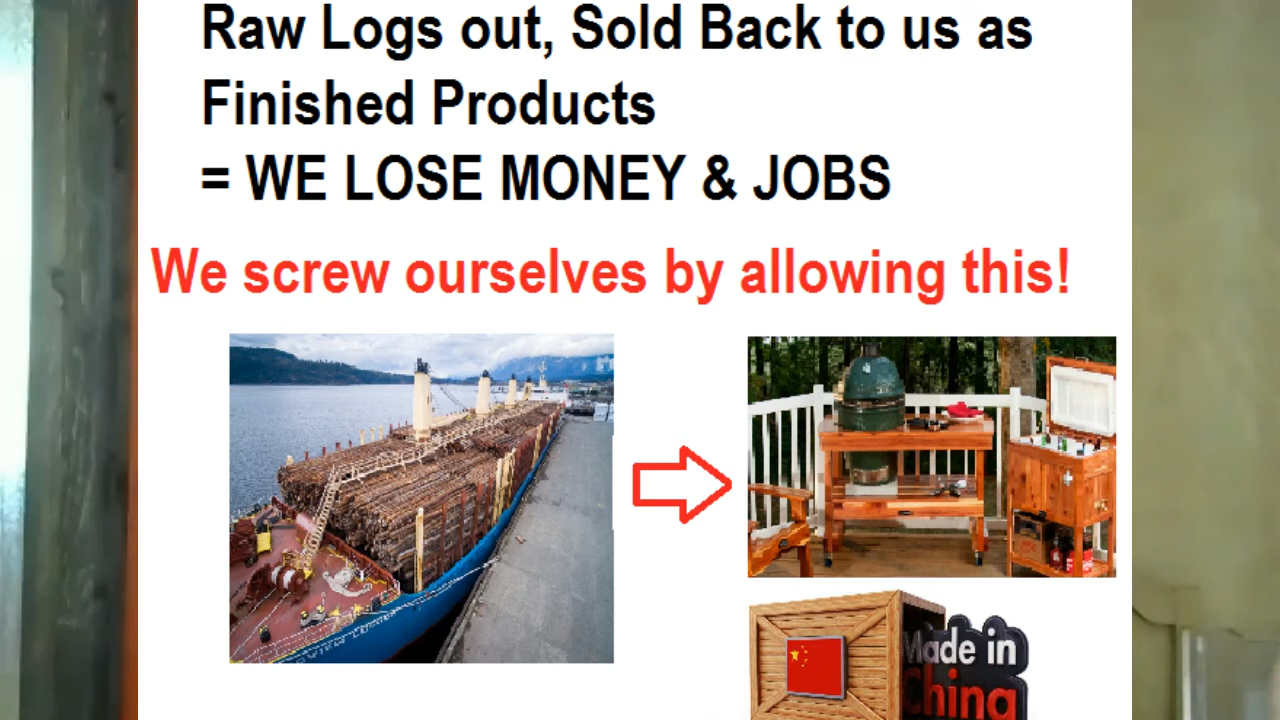 Raw Logs out, Sold Back to us as
Finished Products
= WE LOSE MONEY & JOBS
We screw ourselves by allowing this!
Made in
China